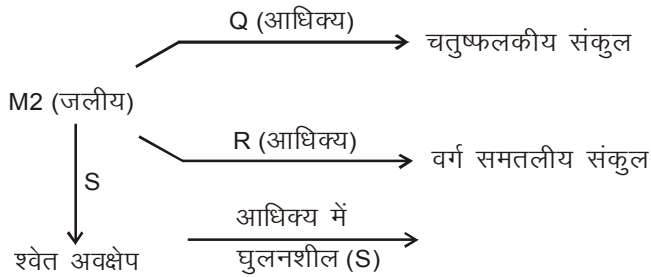 Q (आधिक्य)
चतुष्फलकीय संकुल
M2 (जलीय)
R (आधिक्य)
वर्ग समतलीय संकुल
S
आधिक्य में
श्वेत अवक्षेप
घुलनशील (S)